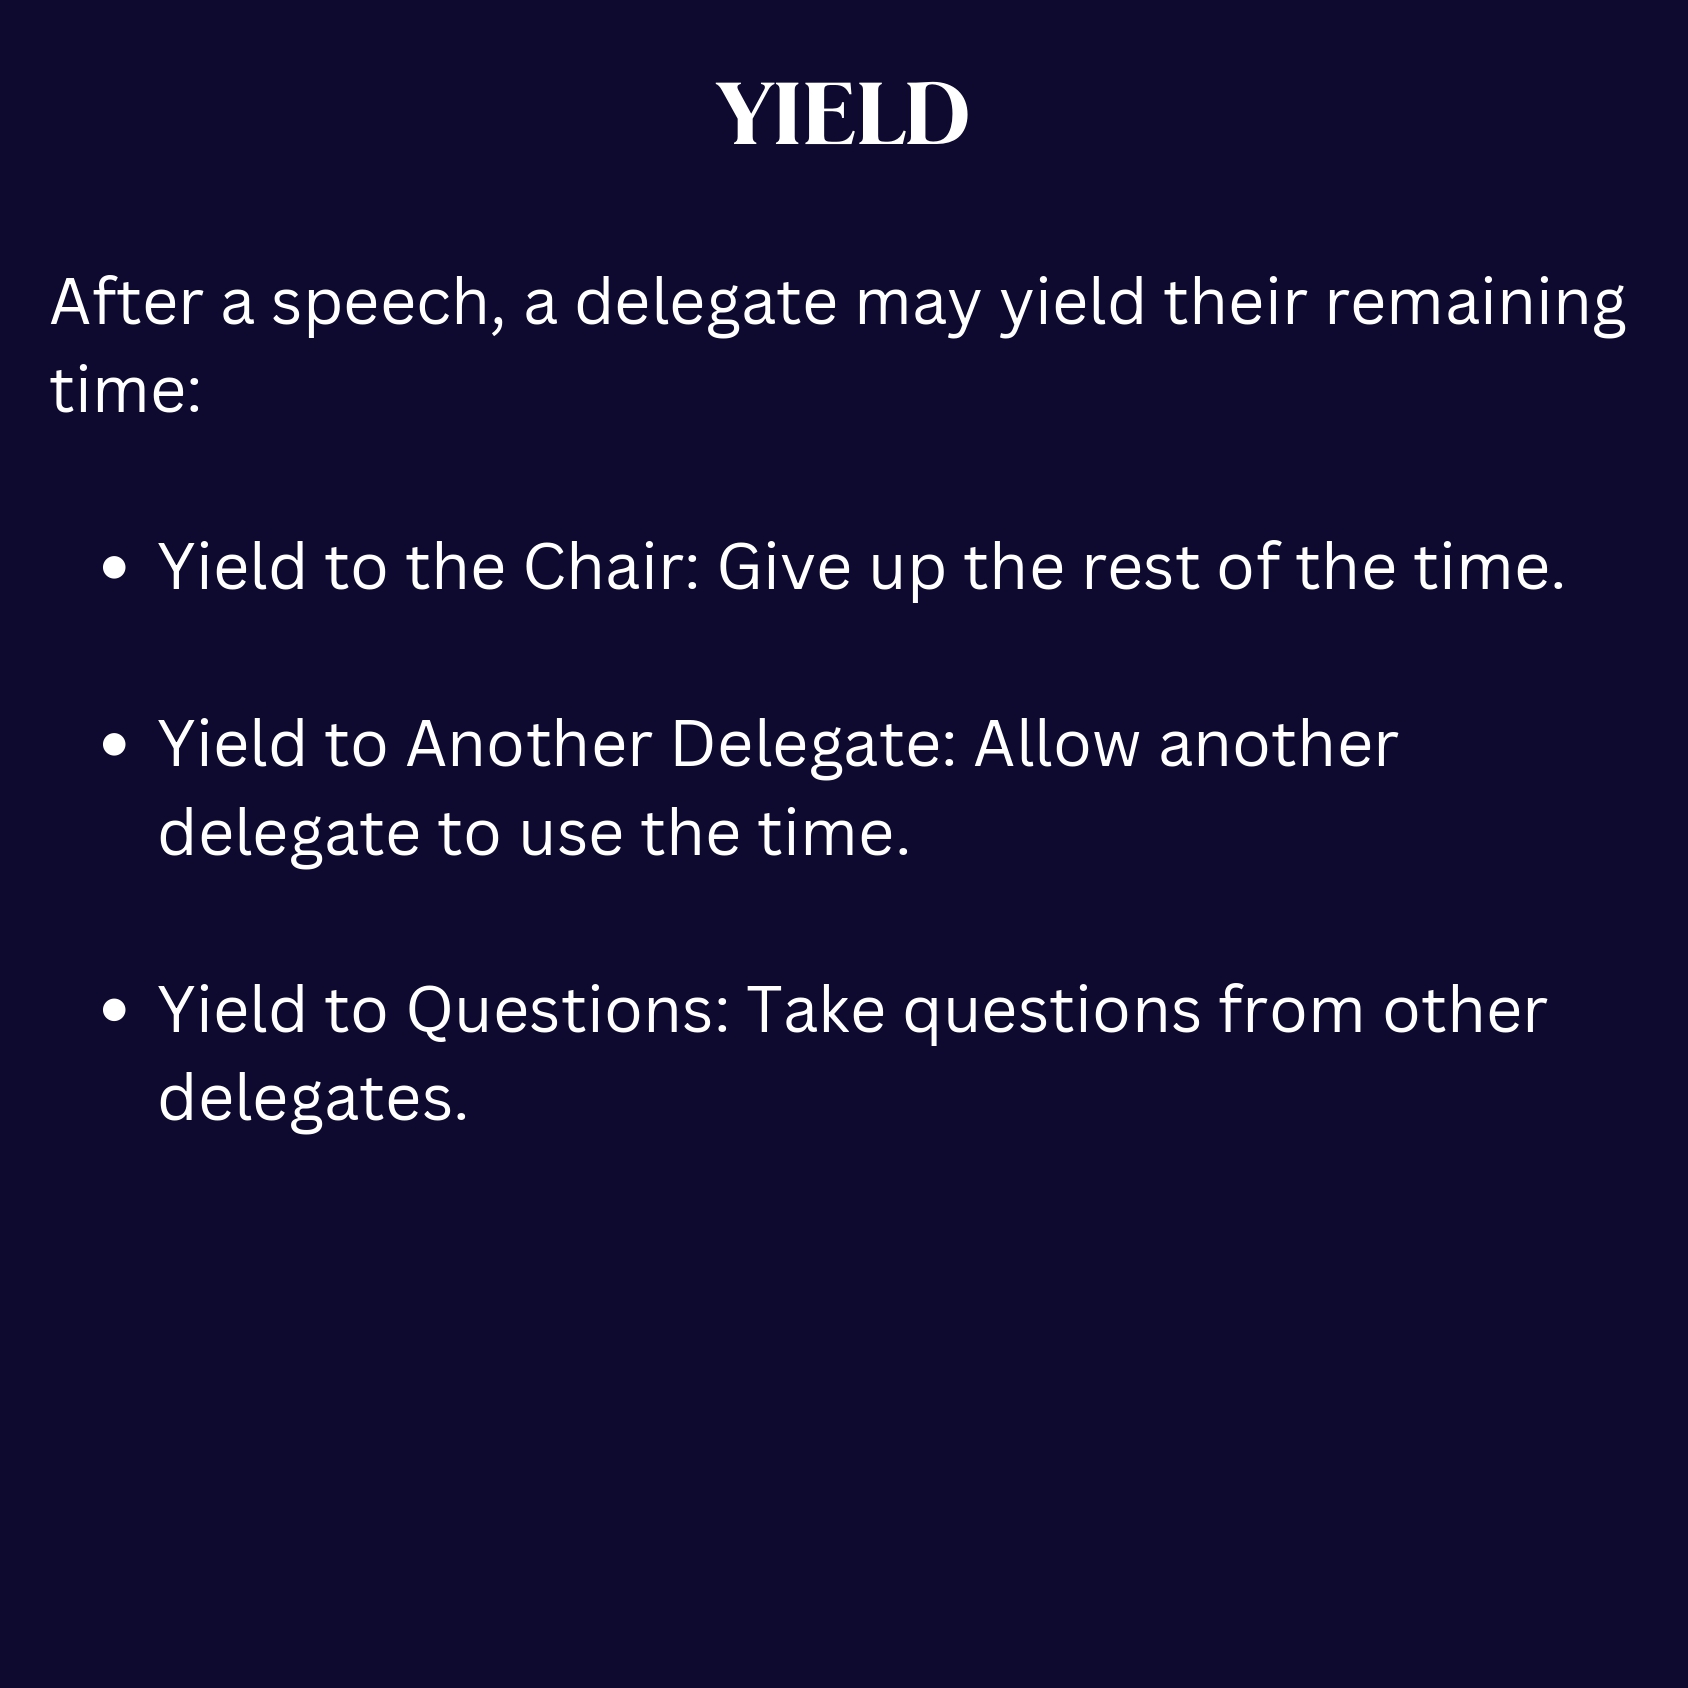 YIELD
After a speech, a delegate may yield their remaining
time:
• Yield to the Chair: Give up the rest of the time.
• Yield to Another Delegate: Allow another
delegate to use the time.
• Yield to Questions: Take questions from other
delegates.